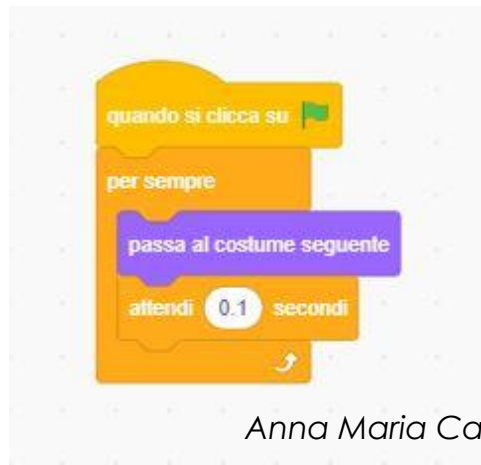 quando si clicca su
per sempre
passa al costume seguente
attendi 0.1 secondi
Anna Maria Ca